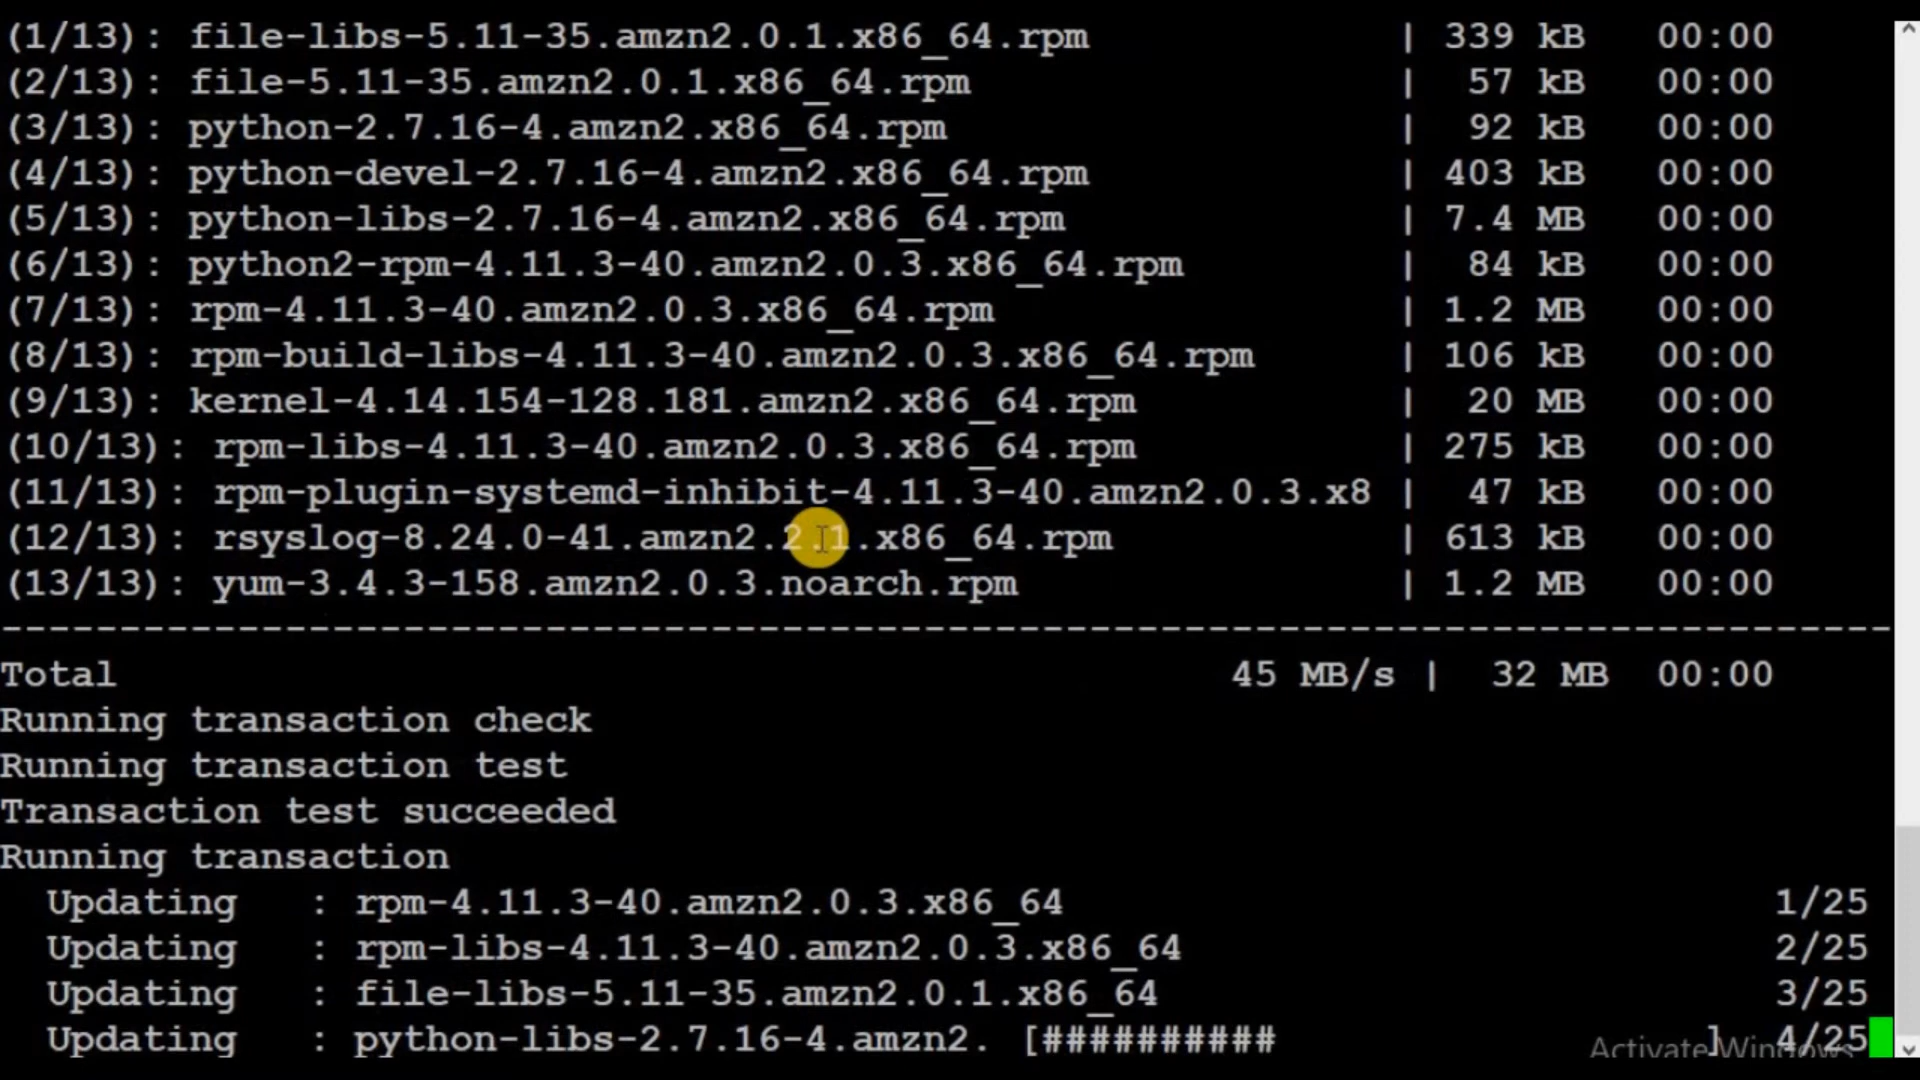 (1/13): file-libs-5.11-35.amzn2.0.1.x86_64.rpm | 339 kB 00:00
(2/13): file-5.11-35.amzn2.0.1.x86_64.rpm | 57 kB 00:00
(3/13): python-2.7.16-4.amzn2.x86_64.rpm | 92 kB 00:00
(4/13): python-devel-2.7.16-4.amzn2.x86_64.rpm | 403 kB 00:00
(5/13): python-libs-2.7.16-4.amzn2.x86_64.rpm | 7.4 MB 00:00
(6/13): python2-rpm-4.11.3-40.amzn2.0.3.x86_64.rpm | 84 kB 00:00
(7/13): rpm-4.11.3-40.amzn2.0.3.x86_64.rpm | 1.2 MB 00:00
(8/13): rpm-build-libs-4.11.3-40.amzn2.0.3.x86_64.rpm | 106 kB 00:00
(9/13): kernel-4.14.154-128.181.amzn2.x86_64.rpm | 20 MB 00:00
(10/13): rpm-libs-4.11.3-40.amzn2.0.3.x86_64.rpm | 275 kB 00:00
(11/13): rpm-plugin-systemd-inhibit-4.11.3-40.amzn2.0.3.x8 | 47 kB 00:00
(12/13): rsyslog-8.24.0-41.amzn2.2.1.x86_64.rpm | 613 kB 00:00
(13/13): yum-3.4.3-158.amzn2.0.3.noarch.rpm | 1.2 MB 00:00
--------------------------------------------------------------------------------
Total 45 MB/s | 32 MB 00:00
Running transaction check
Running transaction test
Transaction test succeeded
Running transaction
Updating : rpm-4.11.3-40.amzn2.0.3.x86_64 1/25
Updating : rpm-libs-4.11.3-40.amzn2.0.3.x86_64 2/25
Updating : file-libs-5.11-35.amzn2.0.1.x86_64 3/25
Updating : python-libs-2.7.16-4.amzn2. [########## ] 4/25
Activate Windows